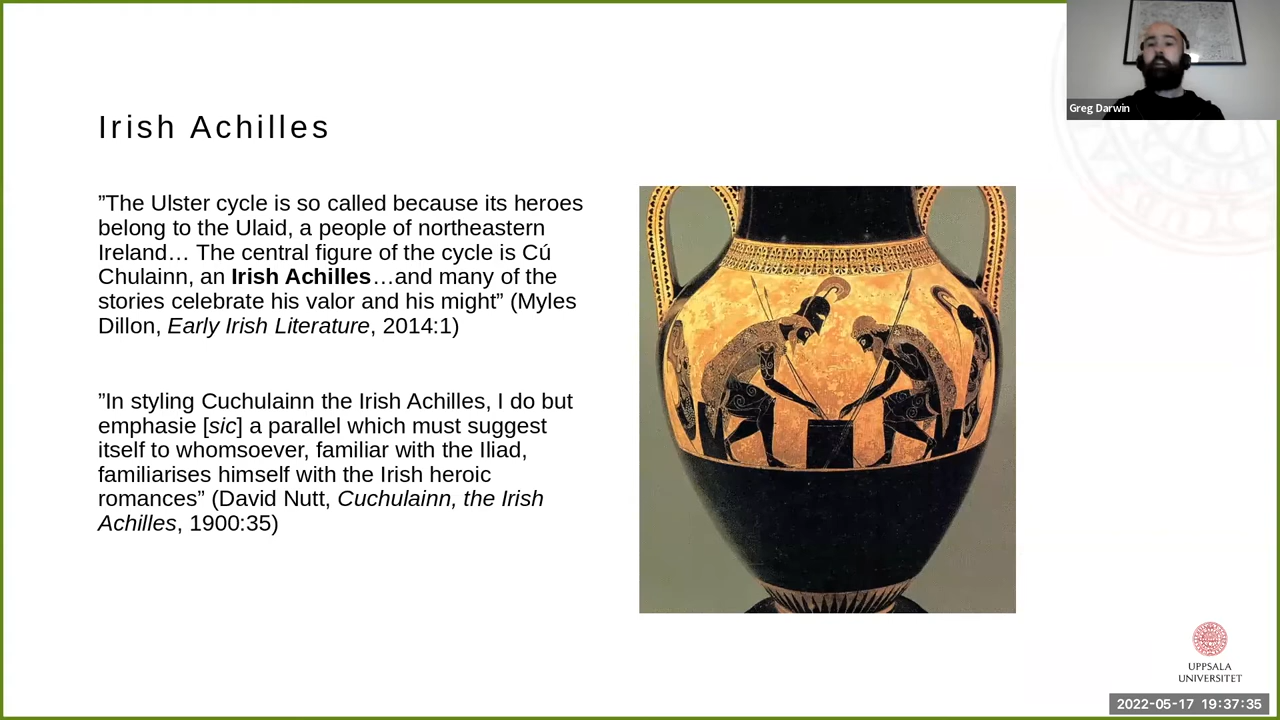 Greg Darwin
Irish Achilles
”The Ulster cycle is so called because its heroes
belong to the Ulaid, a people of northeastern
Ireland… The central figure of the cycle is Cú
Chulainn, an Irish Achilles…and many of the
stories celebrate his valor and his might” (Myles
Dillon, Early Irish Literature, 2014:1)
”In styling Cuchulainn the Irish Achilles, I do but
emphasie [sic] a parallel which must suggest
itself to whomsoever, familiar with the Iliad,
familiarises himself with the Irish heroic
romances” (David Nutt, Cuchulainn, the Irish
Achilles, 1900:35)
UPPSALA
UNIVERSITET
2022-05-17 19:37:35